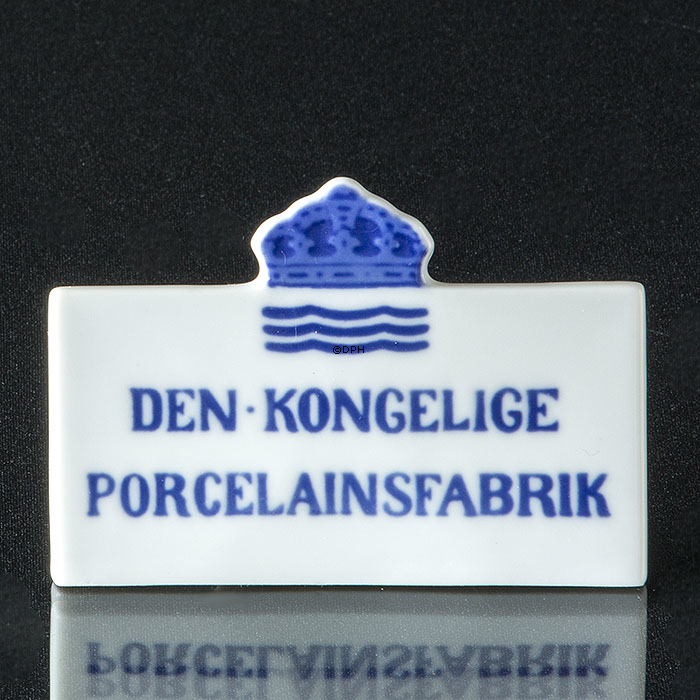 ©DPH
DEN · KONGELIGE
PORCELAINSFABRIK